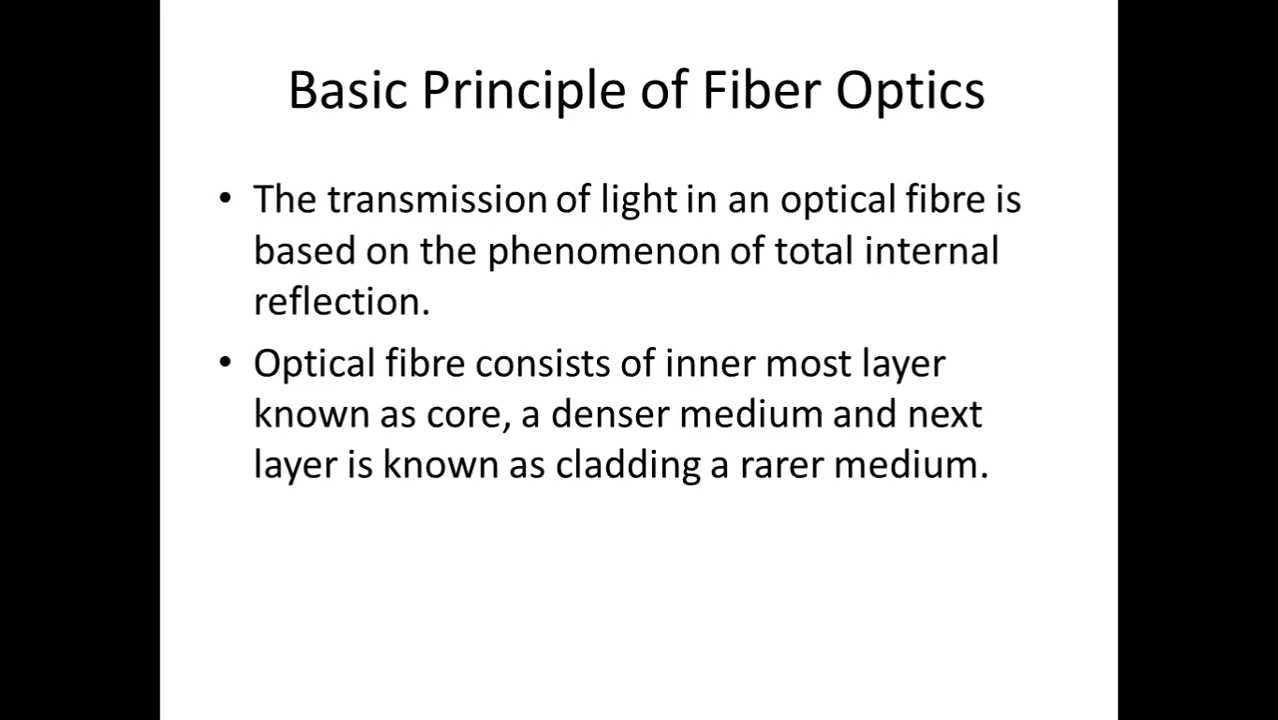 Basic Principle of Fiber Optics
• The transmission of light in an optical fibre is
based on the phenomenon of total internal
reflection.
• Optical fibre consists of inner most layer
known as core, a denser medium and next
layer is known as cladding a rarer medium.